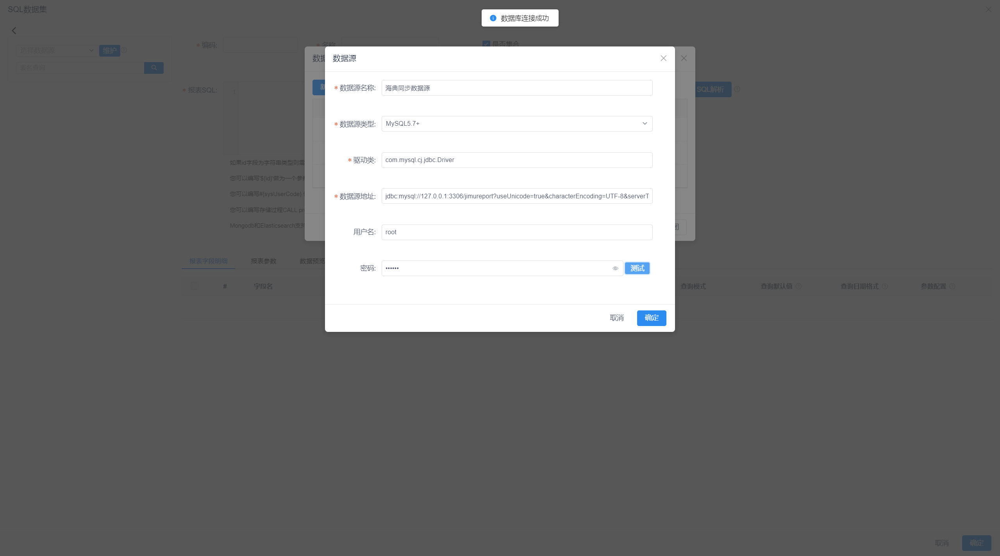 SQL数据集
数据库连接成功
选择数据源
维护
* 编码:
* 名称
是否集合
表名查询
数据
数据源
* 报表SQL:
1
新
* 数据源名称:
海典同步数据源
SQL解析
* 数据源类型:
MySQL5.7+
* 驱动类:
com.mysql.cj.jdbc.Driver
如果id字段为字符串类型则需
您可以编写'${id}'做为一个参数
您可以编写#{sysUserCode}
您可以编写存储过程CALL pr
Mongodb和Elasticsearch支持
* 数据源地址:
jdbc:mysql://127.0.0.1:3306/jimureport?useUnicode=true&characterEncoding=UTF-8&serverT
用户名:
root
闭
密码:
••••••
测试
报表字段明细
报表参数
数据预览
#
字段名
查询模式
查询默认值
查询日期格式
参数配置
取消
确定
取消
确定